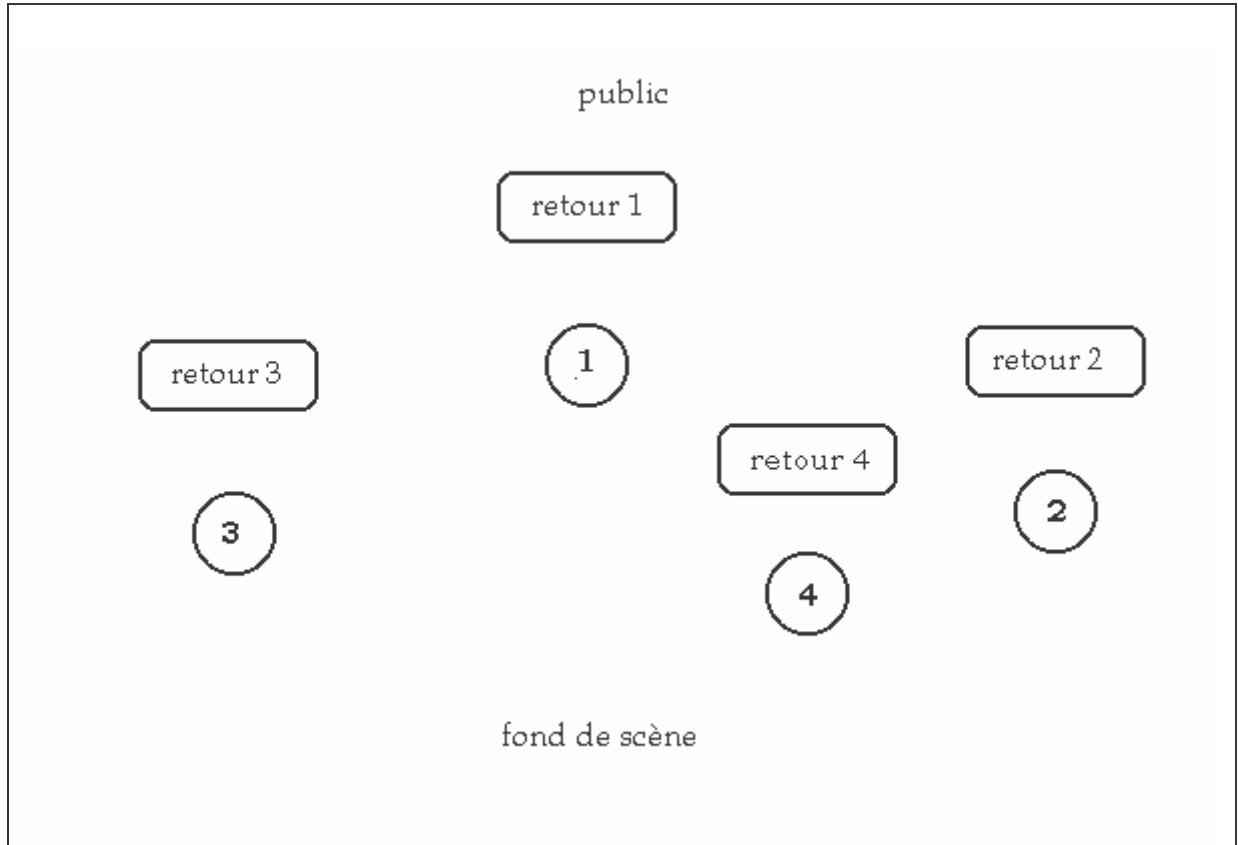 public
retour 1
1
retour 3
retour 2
retour 4
3
2
4
fond de scène